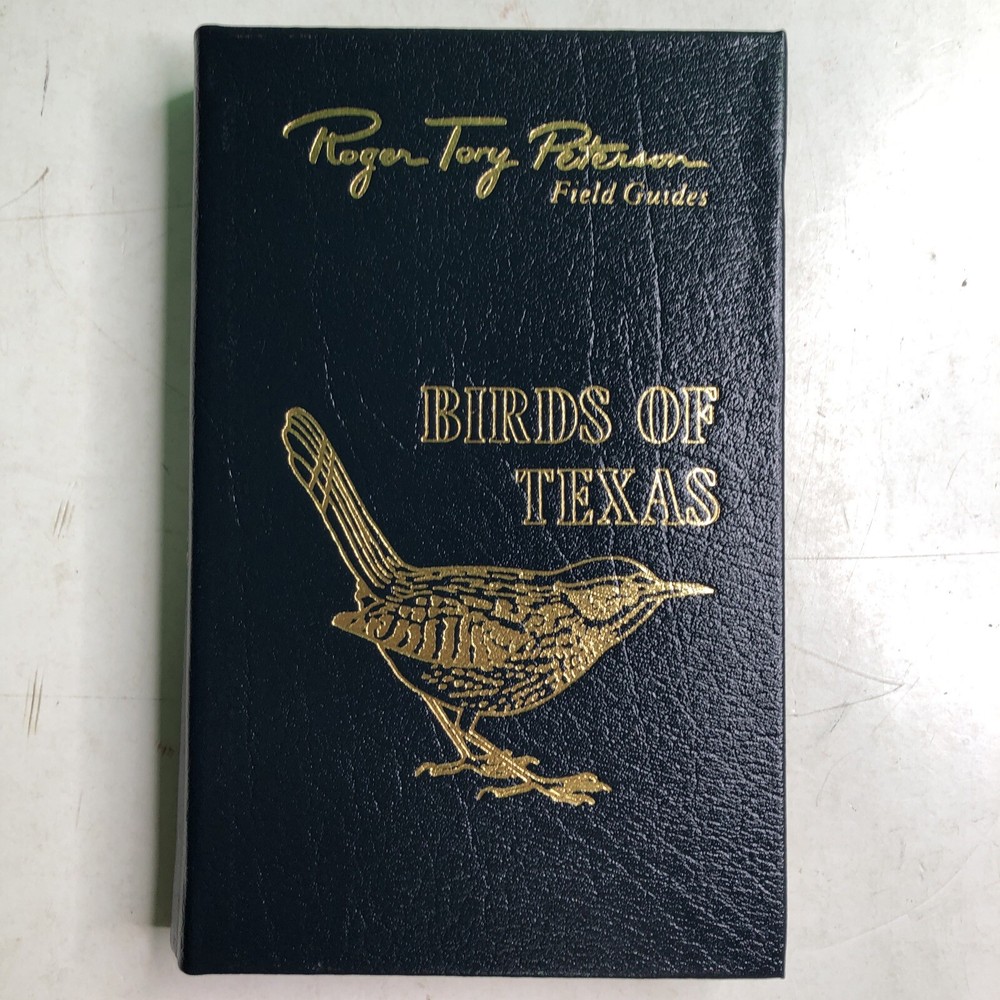 Roger Tory Peterson
Field Guides
BIRDS OF
TEXAS